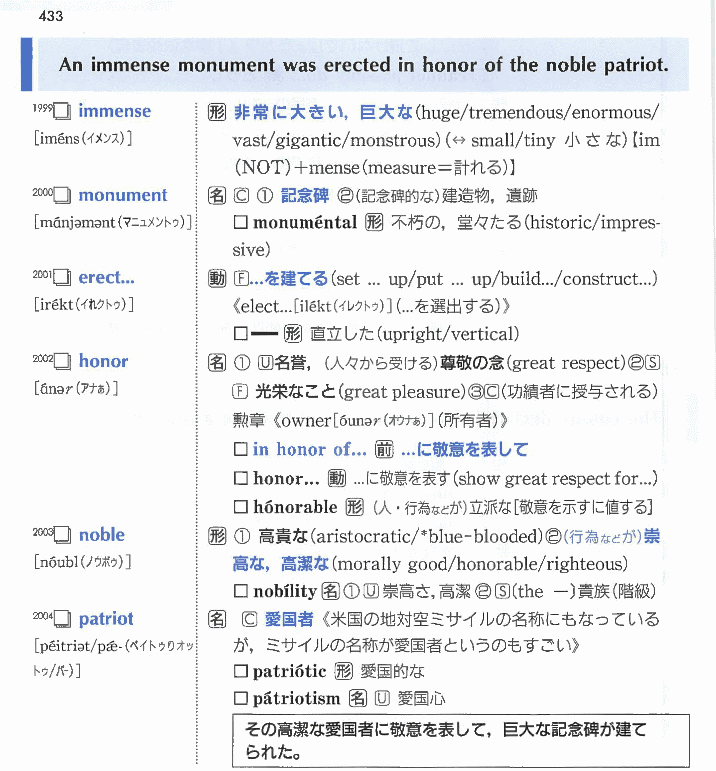 433
An immense monument was erected in honor of the noble patriot.
1999 immense
形 非常に大きい，巨大な(huge/tremendous/enormous/
[iméns(イメンス)]
vast/gigantic/monstrous)(↔ small/tiny 小さな)【im
(NOT)+mense(measure=計れる)】
2000 monument
名 C ① 記念碑 ②(記念碑的な)建造物，遺跡
[mɑ́njəmənt(マニュメントゥ)]
□ monuméntal 形 不朽の，堂々たる(historic/impres-
sive)
2001 erect...
動 F...を建てる(set ... up/put ... up/build.../construct...)
[irékt(イれクトゥ)]
《elect...[ilékt(イレクトゥ)](...を選出する)》
□━ 形 直立した(upright/vertical)
2002 honor
名 ① U名誉，(人々から受ける)尊敬の念(great respect)②S
[ɑ́nər(アナぁ)]
F 光栄なこと(great pleasure)③C(功績者に授与される)
勲章《owner[óunər(オウナぁ)](所有者)》
□ in honor of... 前 ...に敬意を表して
□ honor... 動 ...に敬意を表す(show great respect for...)
□ hónorable 形 (人・行為などが)立派な[敬意を示すに値する]
2003 noble
形 ① 高貴な(aristocratic/*blue-blooded)②(行為などが)崇
[nóubl(ノウボゥ)]
高な，高潔な(morally good/honorable/righteous)
□ nobílity 名 ① U 崇高さ，高潔 ② S(the ―)貴族(階級)
2004 patriot
名 C 愛国者《米国の地対空ミサイルの名称にもなっている
[péitriət/pǽ-(ペイトゥりオッ
が，ミサイルの名称が愛国者というのもすごい》
トゥ/パ-)]
□ patriótic 形 愛国的な
□ pátriotism 名 U 愛国心
その高潔な愛国者に敬意を表して，巨大な記念碑が建て
られた。